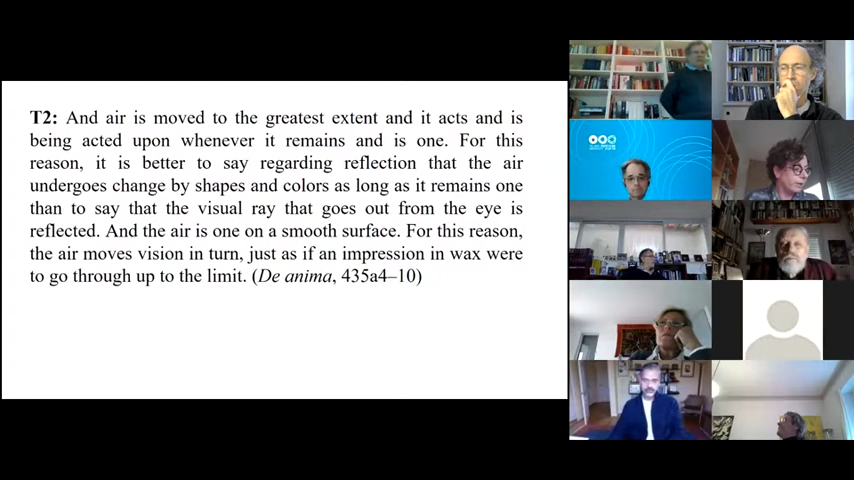 T2: And air is moved to the greatest extent and it acts and is
being acted upon whenever it remains and is one. For this
reason, it is better to say regarding reflection that the air
undergoes change by shapes and colors as long as it remains one
than to say that the visual ray that goes out from the eye is
reflected. And the air is one on a smooth surface. For this reason,
the air moves vision in turn, just as if an impression in wax were
to go through up to the limit. (De anima, 435a4–10)